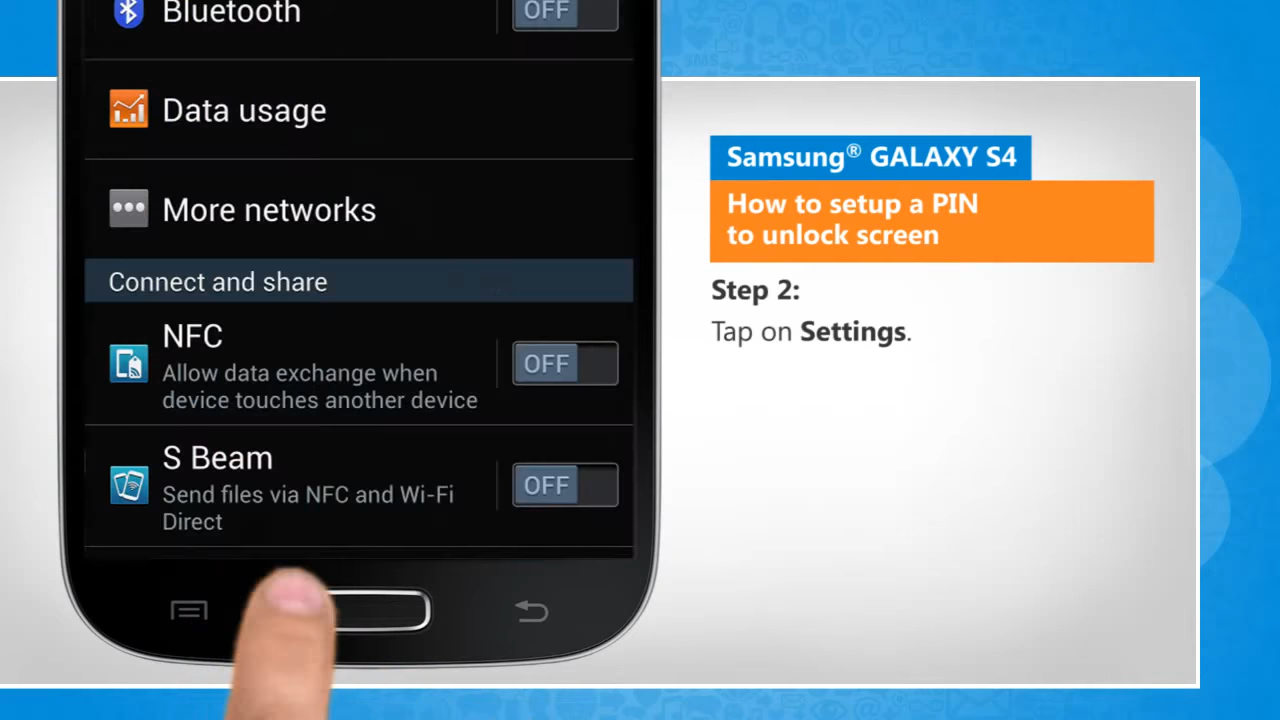 Bluetooth
OFF
Data usage
More networks
Connect and share
NFC
OFF
Allow data exchange when
device touches another device
S Beam
OFF
Send files via NFC and Wi-Fi
Direct
Samsung® GALAXY S4
How to setup a PIN
to unlock screen
Step 2:
Tap on Settings.